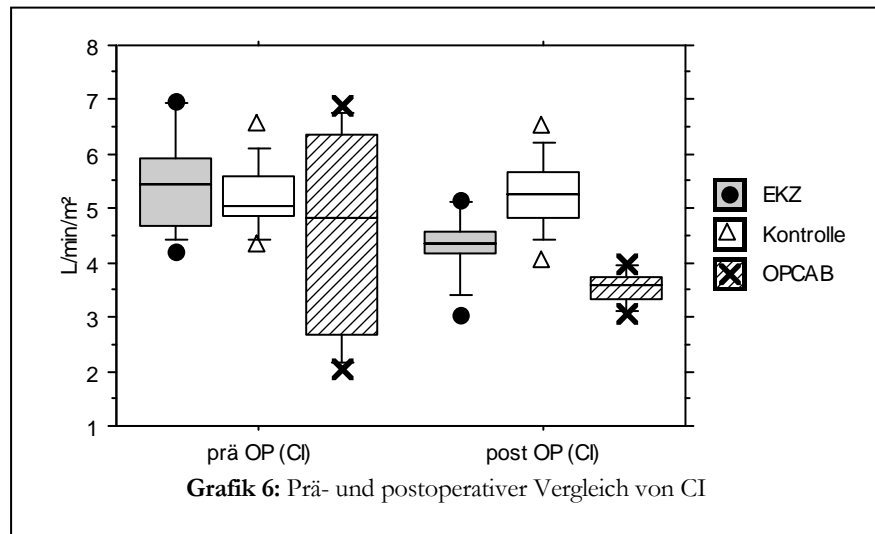 8
7
6
5
4
3
2
1
L/min/m²
prä OP (CI)
post OP (CI)
EKZ
Kontrolle
OPCAB
Grafik 6: Prä- und postoperativer Vergleich von CI